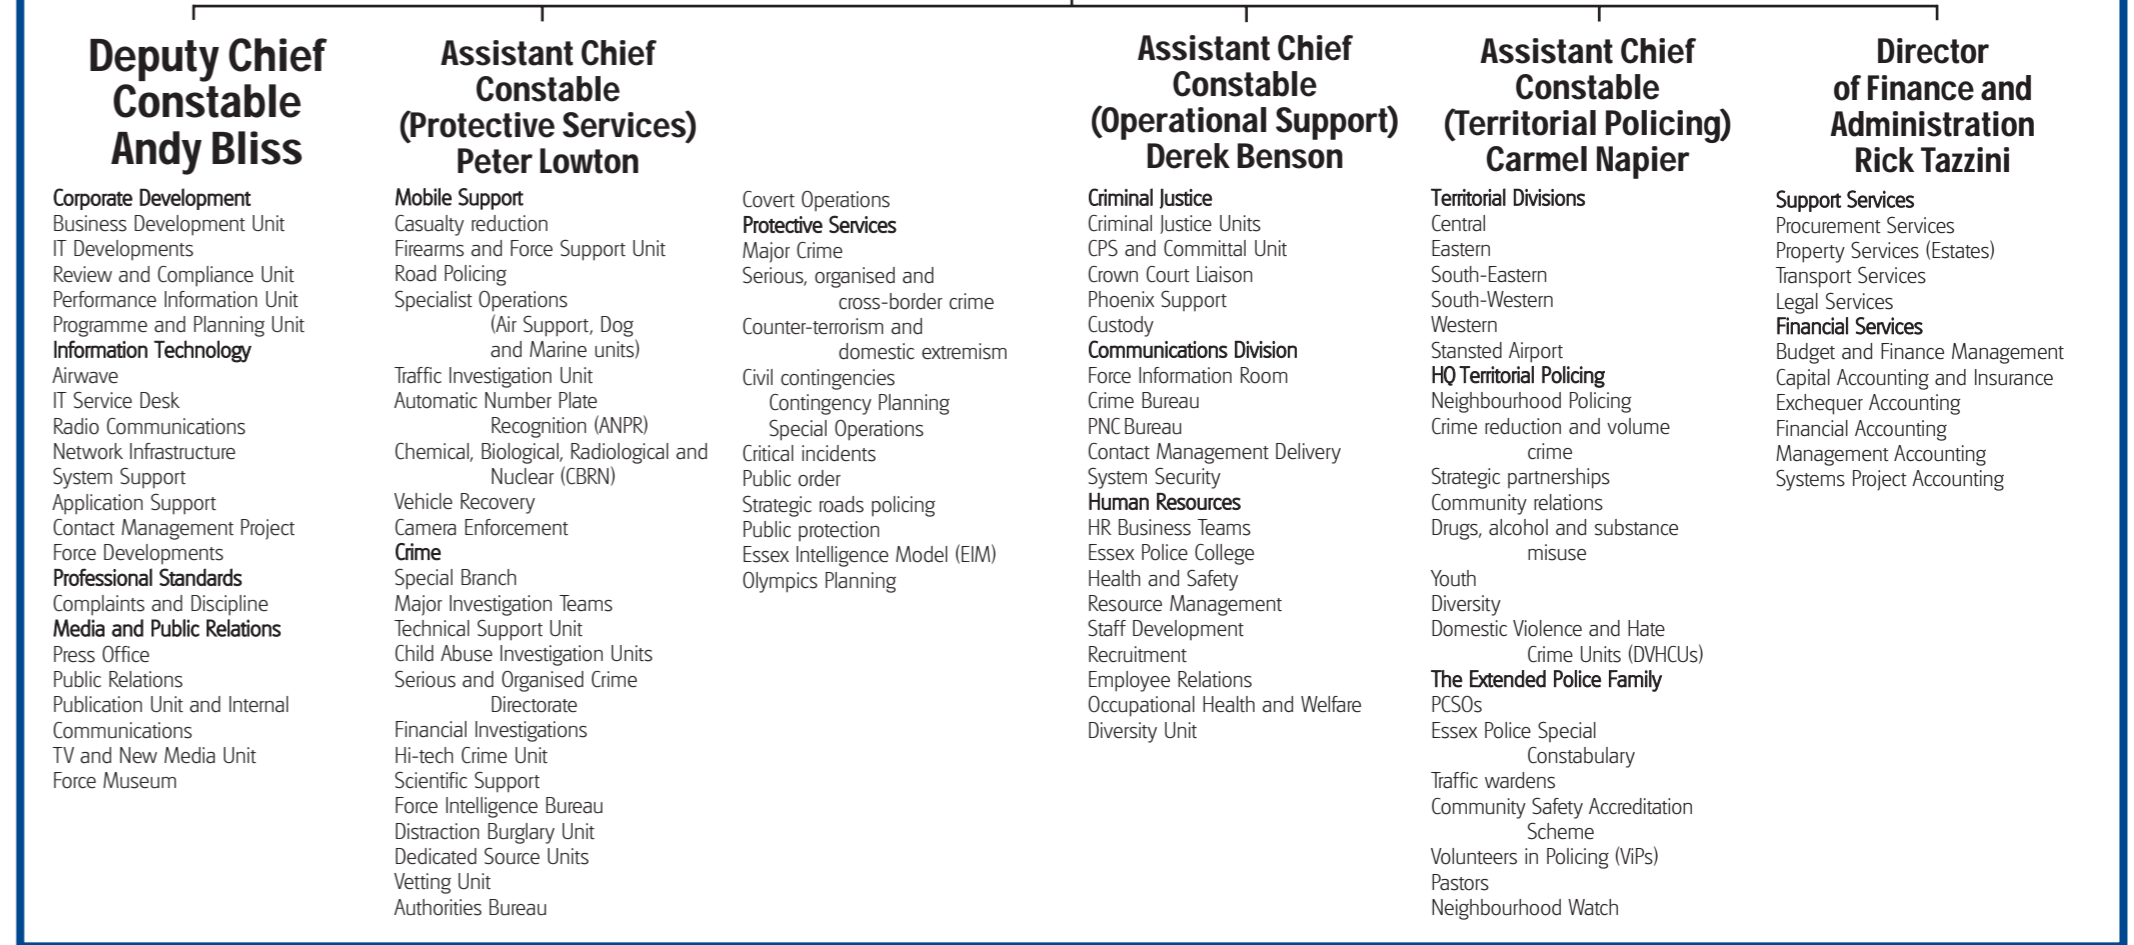 Deputy Chief
Constable
Andy Bliss
Corporate Development
Business Development Unit
IT Developments
Review and Compliance Unit
Performance Information Unit
Programme and Planning Unit
Information Technology
Airwave
IT Service Desk
Radio Communications
Network Infrastructure
System Support
Application Support
Contact Management Project
Force Developments
Professional Standards
Complaints and Discipline
Media and Public Relations
Press Office
Public Relations
Publication Unit and Internal
Communications
TV and New Media Unit
Force Museum
Assistant Chief
Constable
(Protective Services)
Peter Lowton
Mobile Support
Casualty reduction
Firearms and Force Support Unit
Road Policing
Specialist Operations
(Air Support, Dog
and Marine units)
Traffic Investigation Unit
Automatic Number Plate
Recognition (ANPR)
Chemical, Biological, Radiological and
Nuclear (CBRN)
Vehicle Recovery
Camera Enforcement
Crime
Special Branch
Major Investigation Teams
Technical Support Unit
Child Abuse Investigation Units
Serious and Organised Crime
Directorate
Financial Investigations
Hi-tech Crime Unit
Scientific Support
Force Intelligence Bureau
Distraction Burglary Unit
Dedicated Source Units
Vetting Unit
Authorities Bureau
Covert Operations
Protective Services
Major Crime
Serious, organised and
cross-border crime
Counter-terrorism and
domestic extremism
Civil contingencies
Contingency Planning
Special Operations
Critical incidents
Public order
Strategic roads policing
Public protection
Essex Intelligence Model (EIM)
Olympics Planning
Assistant Chief
Constable
(Operational Support)
Derek Benson
Criminal Justice
Criminal Justice Units
CPS and Committal Unit
Crown Court Liaison
Phoenix Support
Custody
Communications Division
Force Information Room
Crime Bureau
PNC Bureau
Contact Management Delivery
System Security
Human Resources
HR Business Teams
Essex Police College
Health and Safety
Resource Management
Staff Development
Recruitment
Employee Relations
Occupational Health and Welfare
Diversity Unit
Assistant Chief
Constable
(Territorial Policing)
Carmel Napier
Territorial Divisions
Central
Eastern
South-Eastern
South-Western
Western
Stansted Airport
HQ Territorial Policing
Neighbourhood Policing
Crime reduction and volume
crime
Strategic partnerships
Community relations
Drugs, alcohol and substance
misuse
Youth
Diversity
Domestic Violence and Hate
Crime Units (DVHCUs)
The Extended Police Family
PCSOs
Essex Police Special
Constabulary
Traffic wardens
Community Safety Accreditation
Scheme
Volunteers in Policing (ViPs)
Pastors
Neighbourhood Watch
Director
of Finance and
Administration
Rick Tazzini
Support Services
Procurement Services
Property Services (Estates)
Transport Services
Legal Services
Financial Services
Budget and Finance Management
Capital Accounting and Insurance
Exchequer Accounting
Financial Accounting
Management Accounting
Systems Project Accounting